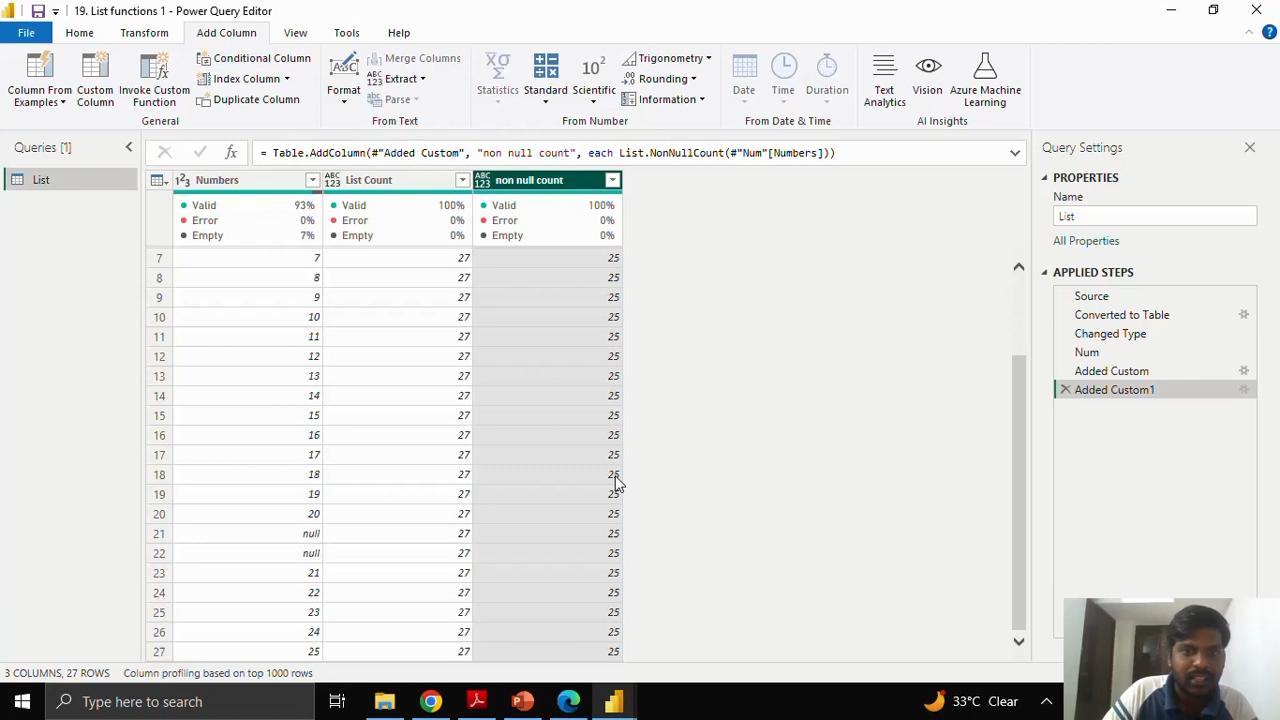 19. List functions 1 - Power Query Editor
File Home Transform Add Column View Tools Help
Column From Examples
Custom Column
Invoke Custom Function
Conditional Column
Index Column
Duplicate Column
General
Format
Merge Columns
Extract
Parse
From Text
Statistics
Standard
Scientific
Trigonometry
Rounding
Information
From Number
Date
Time
Duration
From Date & Time
Text Analytics
Vision
Azure Machine Learning
AI Insights
Queries [1]
List
= Table.AddColumn(#"Added Custom", "non null count", each List.NonNullCount(#"Num"[Numbers]))
Numbers List Count non null count
Valid 93% Valid 100% Valid 100%
Error 0% Error 0% Error 0%
Empty 7% Empty 0% Empty 0%
7 7 27 25
8 8 27 25
9 9 27 25
10 10 27 25
11 11 27 25
12 12 27 25
13 13 27 25
14 14 27 25
15 15 27 25
16 16 27 25
17 17 27 25
18 18 27 25
19 19 27 25
20 20 27 25
21 null 27 25
22 null 27 25
23 21 27 25
24 22 27 25
25 23 27 25
26 24 27 25
27 25 27 25
Query Settings
PROPERTIES
Name
List
All Properties
APPLIED STEPS
Source
Converted to Table
Changed Type
Num
Added Custom
Added Custom1
3 COLUMNS, 27 ROWS Column profiling based on top 1000 rows
Type here to search
33°C Clear